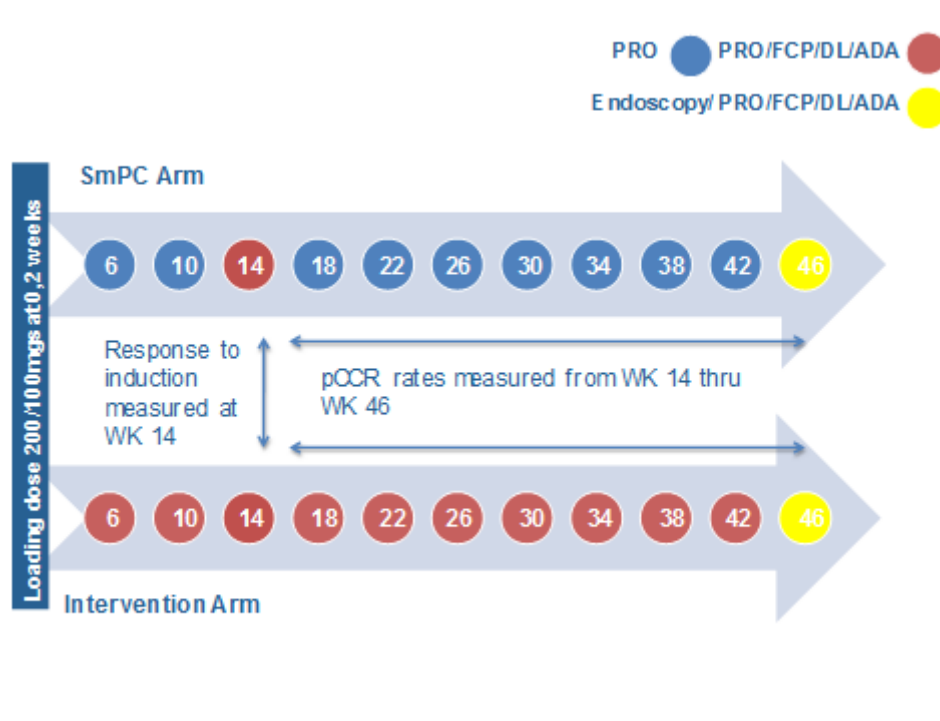 PRO PRO/FCP/DL/ADA
Endoscopy/ PRO/FCP/DL/ADA
Loading dose 200/100mgs at 0,2 weeks
SmPC Arm
6 10 14 18 22 26 30 34 38 42 46
Response to
induction
measured at
WK 14
pCCR rates measured from WK 14 thru
WK 46
6 10 14 18 22 26 30 34 38 42 46
Intervention Arm